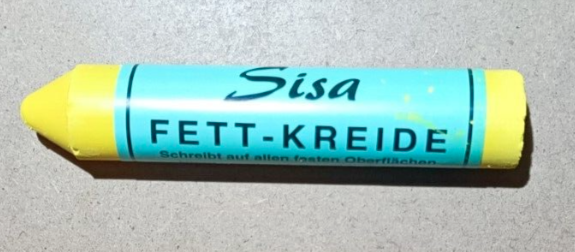 Sisa
FETT-KREIDE
Schreibt auf allen festen Oberflächen